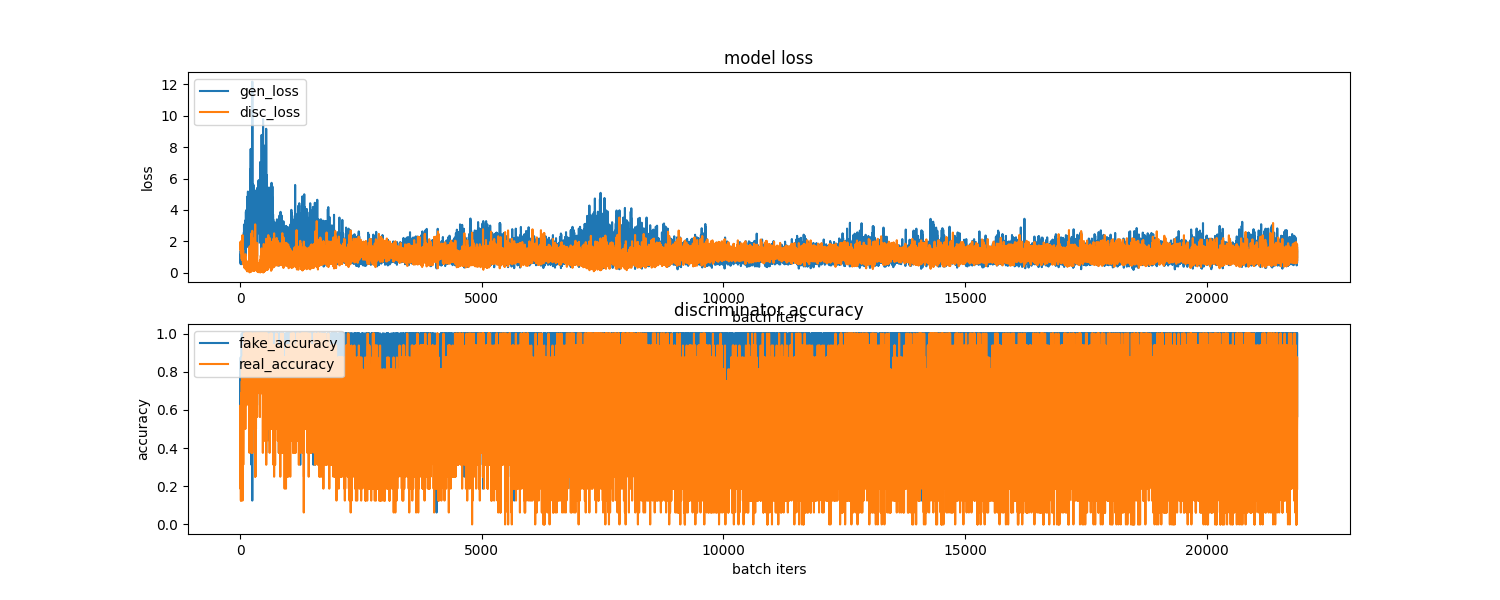 model loss
12
10
8
6
4
2
0
loss
gen_loss
disc_loss
0
5000
10000
15000
20000
batch iters
discriminator accuracy
1.0
0.8
0.6
0.4
0.2
0.0
accuracy
fake_accuracy
real_accuracy
0
5000
10000
15000
20000
batch iters